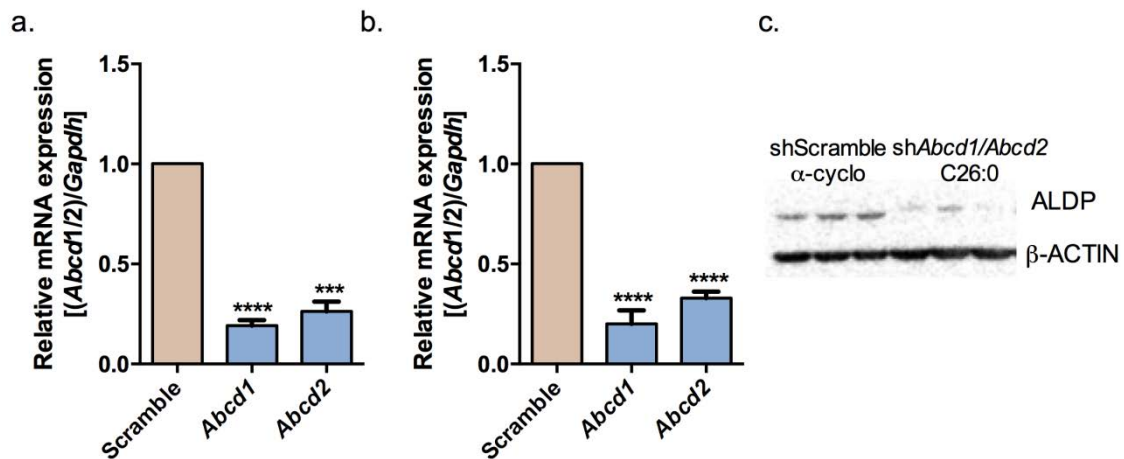 a.
Relative mRNA expression
[(Abcd1/2)/Gapdh]
1.5
1.0
0.5
0.0
****
***
Scramble
Abcd1
Abcd2
b.
Relative mRNA expression
[(Abcd1/2)/Gapdh]
1.5
1.0
0.5
0.0
****
****
Scramble
Abcd1
Abcd2
c.
shScramble shAbcd1/Abcd2
α-cyclo C26:0
ALDP
β-ACTIN